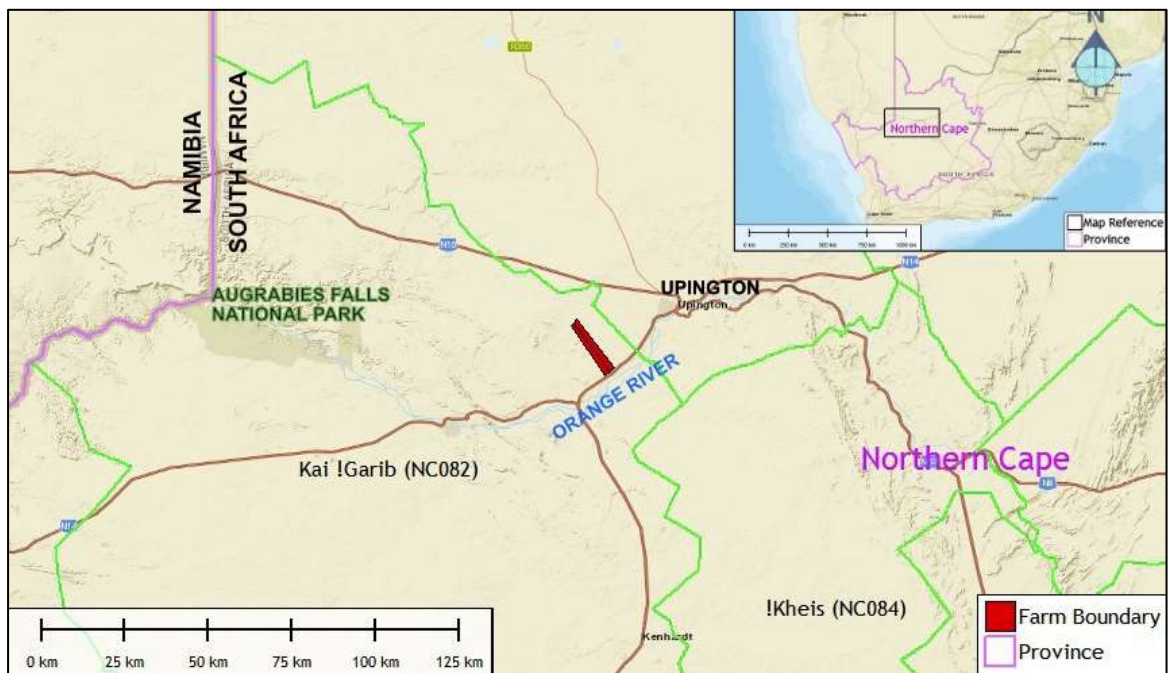 NAMIBIA
SOUTH AFRICA
R360
N10
AUGRABIES FALLS
NATIONAL PARK
UPINGTON
Upington
N14
ORANGE RIVER
Kai !Garib (NC082)
Northern Cape
N8
N14
!Kheis (NC084)
Kenhardt
0 km 25 km 50 km 75 km 100 km 125 km
Farm Boundary
Province
N
Northern Cape
SOUTH AFRICA
Map Reference
Province